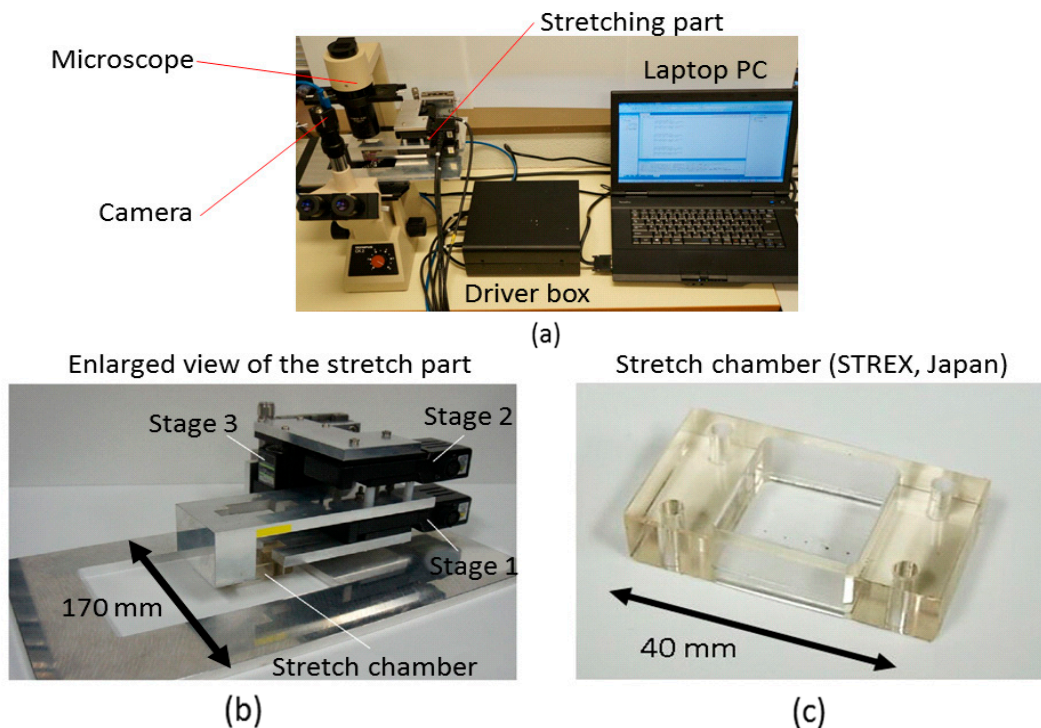 Stretching part
Microscope
Laptop PC
Camera
Driver box
(a)
Enlarged view of the stretch part
Stage 3
Stage 2
Stage 1
170 mm
Stretch chamber
(b)
Stretch chamber (STREX, Japan)
40 mm
(c)